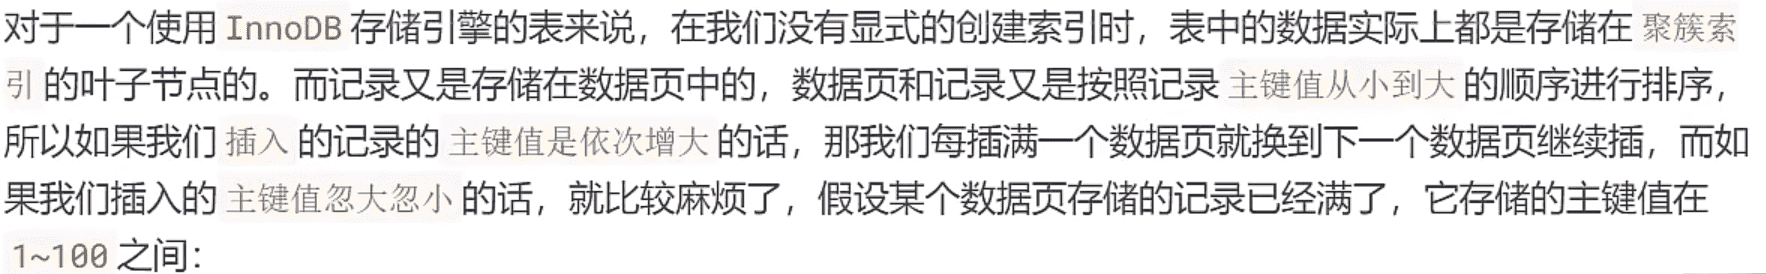 对于一个使用 InnoDB 存储引擎的表来说，在我们没有显式的创建索引时，表中的数据实际上都是存储在 聚簇索
引 的叶子节点的。而记录又是存储在数据页中的，数据页和记录又是按照记录 主键值从小到大 的顺序进行排序，
所以如果我们 插入 的记录的 主键值是依次增大 的话，那我们每插满一个数据页就换到下一个数据页继续插，而如
果我们插入的 主键值忽大忽小 的话，就比较麻烦了，假设某个数据页存储的记录已经满了，它存储的主键值在
1~100 之间：